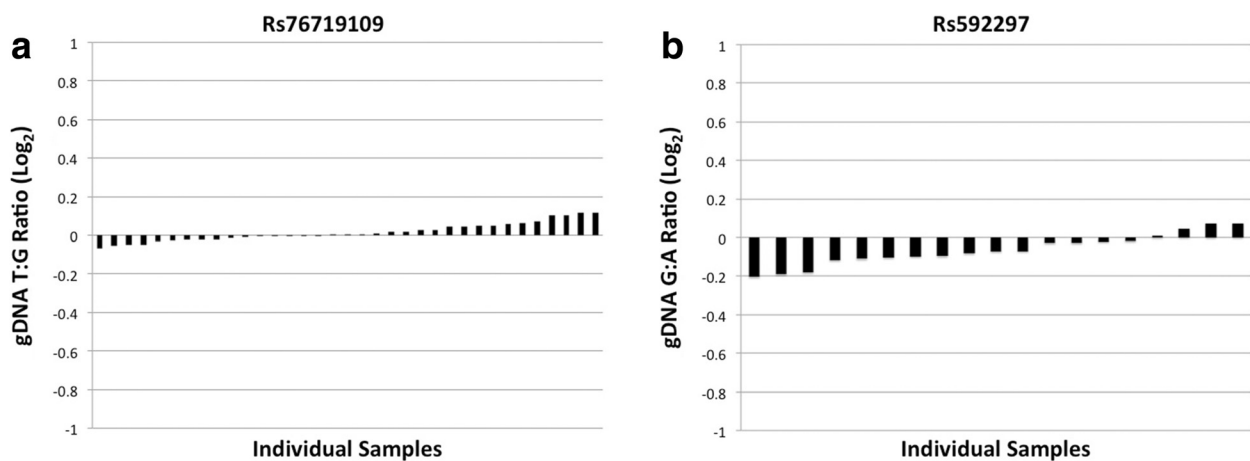 a
Rs76719109
gDNA T:G Ratio (Log2)
1
0.8
0.6
0.4
0.2
0
-0.2
-0.4
-0.6
-0.8
-1
Individual Samples
b
Rs592297
gDNA G:A Ratio (Log2)
1
0.8
0.6
0.4
0.2
0
-0.2
-0.4
-0.6
-0.8
-1
Individual Samples